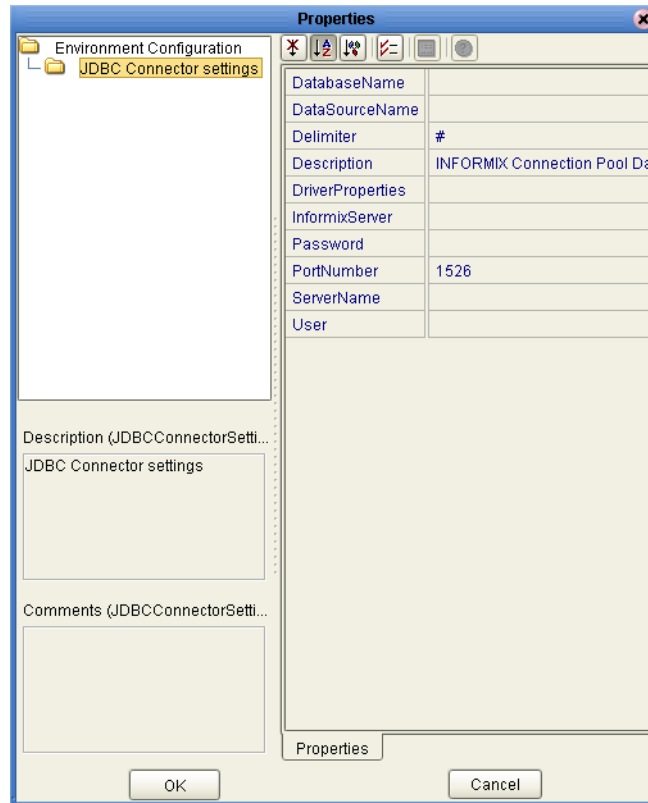 Properties
Environment Configuration
JDBC Connector settings
DatabaseName
DataSourceName
Delimiter #
Description INFORMIX Connection Pool Da
DriverProperties
InformixServer
Password
PortNumber 1526
ServerName
User
Description (JDBCConnectorSetti...
JDBC Connector settings
Comments (JDBCConnectorSetti...
Properties
OK
Cancel